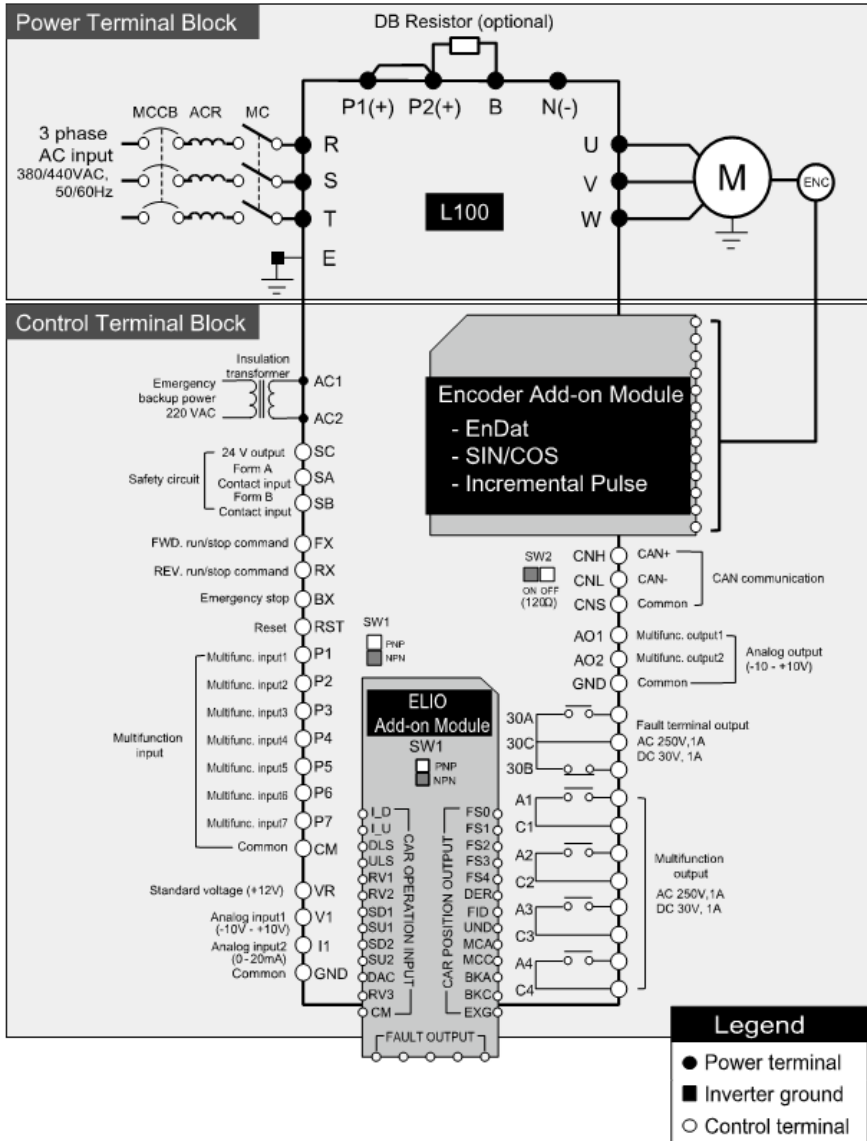 Power Terminal Block
DB Resistor (optional)
P1(+)
P2(+)
B
N(-)
MCCB
ACR
MC
3 phase
AC input
380/440VAC,
50/60Hz
R
S
T
E
L100
U
V
W
M
ENC
Control Terminal Block
Insulation
transformer
Emergency
backup power
220 VAC
AC1
AC2
Safety circuit
24 V output
SC
Form A
Contact input
SA
Form B
Contact input
SB
FWD. run/stop command
FX
REV. run/stop command
RX
Emergency stop
BX
Reset
RST
SW1
PNP
NPN
Multifunction
input
Multifunc. input1
P1
Multifunc. input2
P2
Multifunc. input3
P3
Multifunc. input4
P4
Multifunc. input5
P5
Multifunc. input6
P6
Multifunc. input7
P7
Common
CM
Standard voltage (+12V)
VR
Analog input1
(-10V - +10V)
V1
Analog input2
(0-20mA)
I1
Common
GND
Encoder Add-on Module
- EnDat
- SIN/COS
- Incremental Pulse
SW2
ON OFF
(120Ω)
CNH
CAN+
CNL
CAN-
CNS
Common
CAN communication
AO1
Multifunc. output1
AO2
Multifunc. output2
GND
Common
Analog output
(-10 - +10V)
30A
30C
30B
Fault terminal output
AC 250V,1A
DC 30V, 1A
A1
C1
A2
C2
A3
C3
A4
C4
Multifunction
output
AC 250V,1A
DC 30V, 1A
ELIO
Add-on Module
SW1
PNP
NPN
I_D
I_U
DLS
ULS
RV1
RV2
SD1
SU1
SD2
SU2
DAC
RV3
CM
CAR OPERATION INPUT
CAR POSITION OUTPUT
FS0
FS1
FS2
FS3
FS4
DER
FID
UND
MCA
MCC
BKA
BKC
EXG
FAULT OUTPUT
Legend
Power terminal
Inverter ground
Control terminal